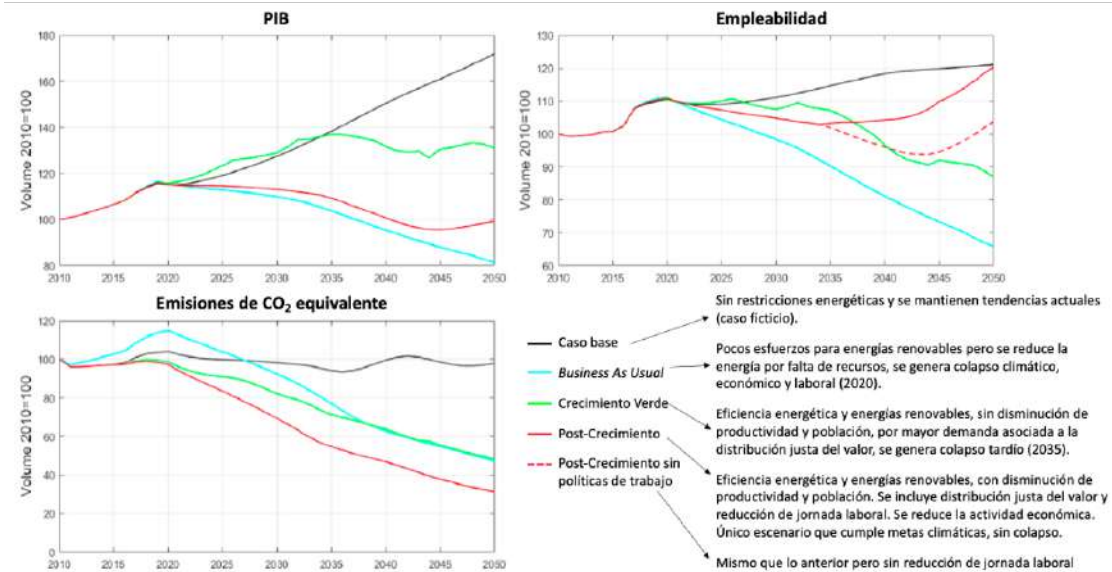 PIB
Volume 2010=100
180
160
140
120
100
80
2010 2015 2020 2025 2030 2035 2040 2045 2050
Empleabilidad
Volume 2010=100
130
120
110
100
90
80
70
60
2010 2015 2020 2025 2030 2035 2040 2045 2050
Emisiones de CO₂ equivalente
Volume 2010=100
120
100
80
60
40
20
0
2010 2015 2020 2025 2030 2035 2040 2045 2050
Caso base
Business As Usual
Crecimiento Verde
Post-Crecimiento
Post-Crecimiento sin
políticas de trabajo
Sin restricciones energéticas y se mantienen tendencias actuales
(caso ficticio).
Pocos esfuerzos para energías renovables pero se reduce la
energía por falta de recursos, se genera colapso climático,
económico y laboral (2020).
Eficiencia energética y energías renovables, sin disminución de
productividad y población, por mayor demanda asociada a la
distribución justa del valor, se genera colapso tardío (2035).
Eficiencia energética y energías renovables, con disminución de
productividad y población. Se incluye distribución justa del valor y
reducción de jornada laboral. Se reduce la actividad económica.
Único escenario que cumple metas climáticas, sin colapso.
Mismo que lo anterior pero sin reducción de jornada laboral